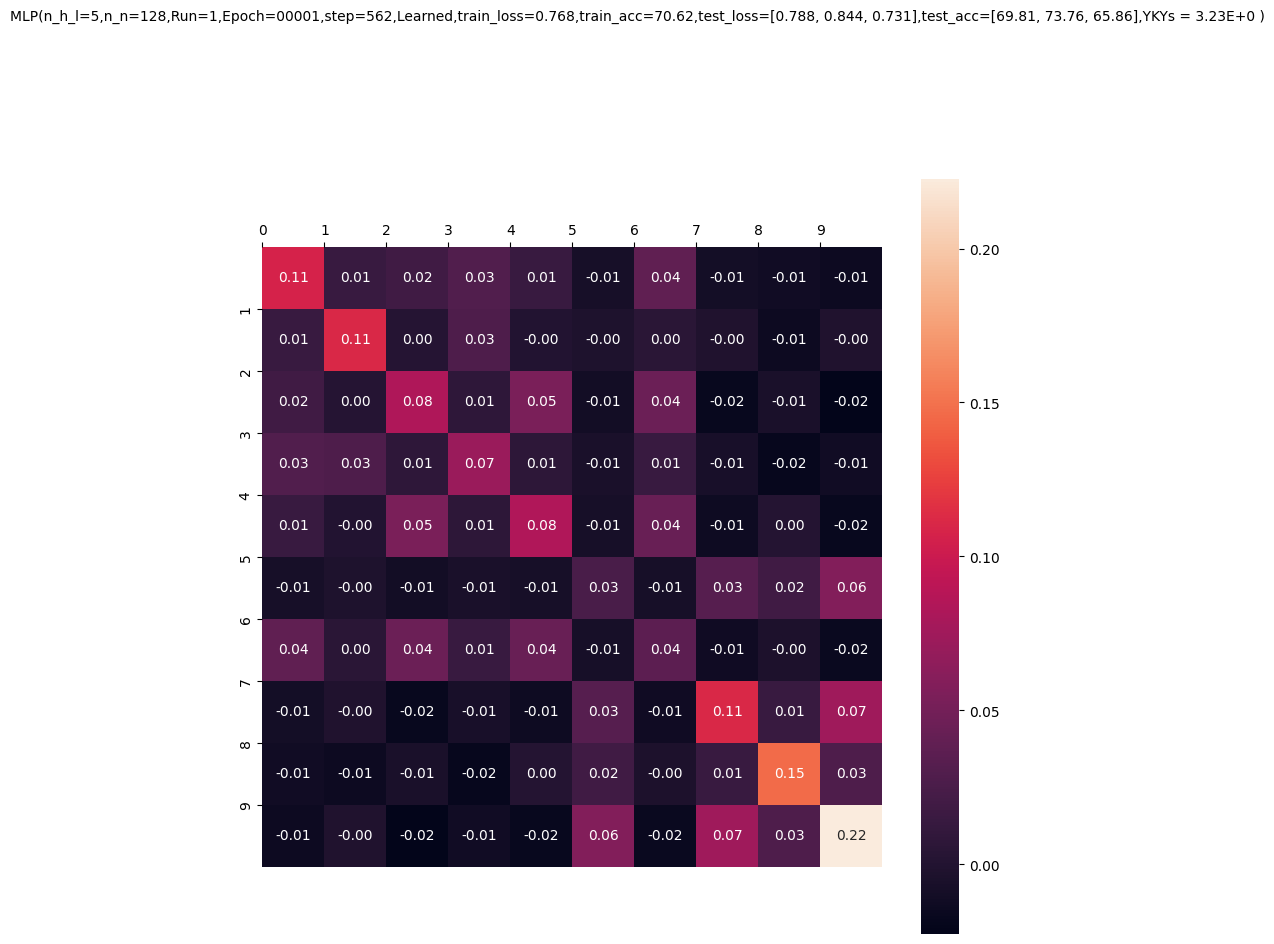 MLP(n_h_l=5,n_n=128,Run=1,Epoch=00001,step=562,Learned,train_loss=0.768,train_acc=70.62,test_loss=[0.788, 0.844, 0.731],test_acc=[69.81, 73.76, 65.86],YKYs = 3.23E+0 )
0 1 2 3 4 5 6 7 8 9
0.11 0.01 0.02 0.03 0.01 -0.01 0.04 -0.01 -0.01 -0.01
1
0.01 0.11 0.00 0.03 -0.00 -0.00 0.00 -0.00 -0.01 -0.00
2
0.02 0.00 0.08 0.01 0.05 -0.01 0.04 -0.02 -0.01 -0.02
3
0.03 0.03 0.01 0.07 0.01 -0.01 0.01 -0.01 -0.02 -0.01
4
0.01 -0.00 0.05 0.01 0.08 -0.01 0.04 -0.01 0.00 -0.02
5
-0.01 -0.00 -0.01 -0.01 -0.01 0.03 -0.01 0.03 0.02 0.06
6
0.04 0.00 0.04 0.01 0.04 -0.01 0.04 -0.01 -0.00 -0.02
7
-0.01 -0.00 -0.02 -0.01 -0.01 0.03 -0.01 0.11 0.01 0.07
8
-0.01 -0.01 -0.01 -0.02 0.00 0.02 -0.00 0.01 0.15 0.03
9
-0.01 -0.00 -0.02 -0.01 -0.02 0.06 -0.02 0.07 0.03 0.22
0.20
0.15
0.10
0.05
0.00